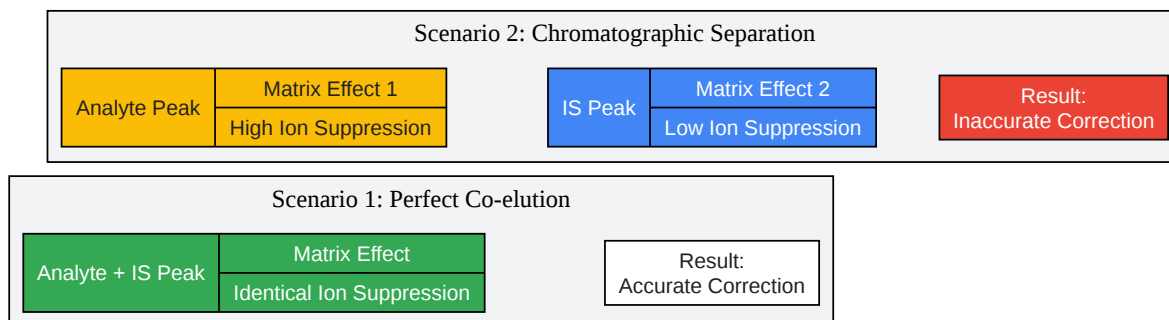 Scenario 2: Chromatographic Separation
Analyte Peak
Matrix Effect 1
High Ion Suppression
IS Peak
Matrix Effect 2
Low Ion Suppression
Result:
Inaccurate Correction
Scenario 1: Perfect Co-elution
Analyte + IS Peak
Matrix Effect
Identical Ion Suppression
Result:
Accurate Correction